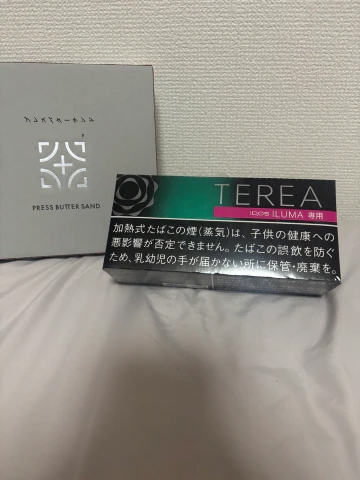 PRESS BUTTER SAND
TEREA
IQOS ILUMA 専用
加熱式たばこの煙(蒸気)は、子供の健康への
悪影響が否定できません。たばこの誤飲を防ぐ
ため、乳幼児の手が届かない所に保管・廃棄を。